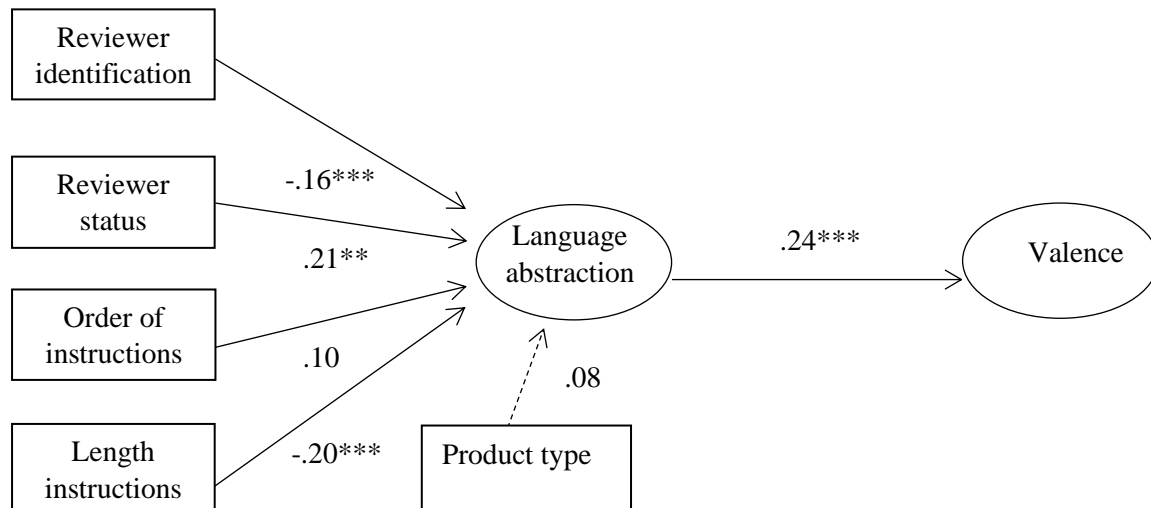 Reviewer
identification
Reviewer
status
-.16***
.21**
Order of
instructions
.10
Length
instructions
-.20***
Language
abstraction
.08
Product type
.24***
Valence